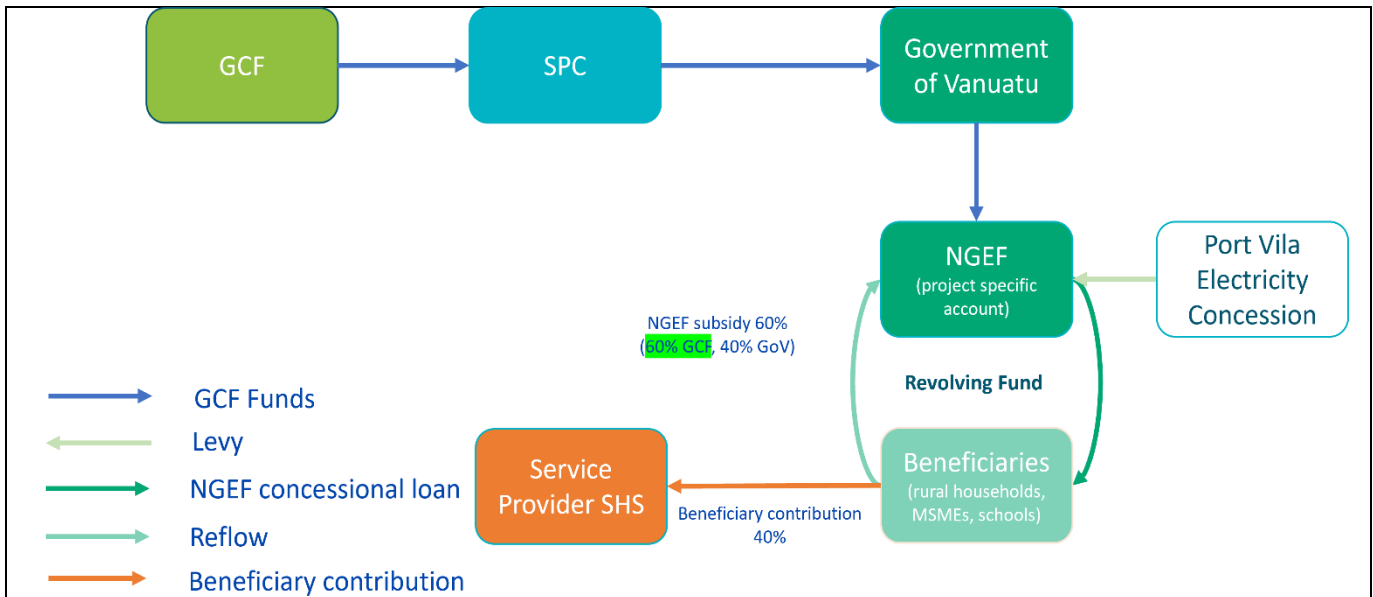 GCF
SPC
Government
of Vanuatu
NGEF
(project specific
account)
Port Vila
Electricity
Concession
NGEF subsidy 60%
(60% GCF, 40% GoV)
Revolving Fund
GCF Funds
Levy
NGEF concessional loan
Reflow
Beneficiary contribution
Service
Provider SHS
Beneficiary contribution
40%
Beneficiaries
(rural households,
MSMEs, schools)